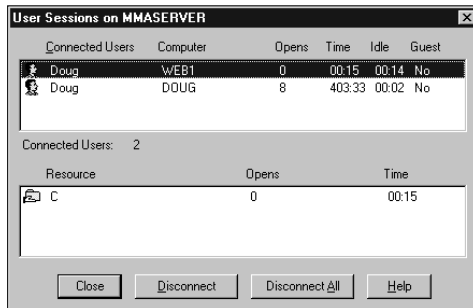 User Sessions on MMASERVER
Connected Users Computer Opens Time Idle Guest
Doug WEB1 0 00:15 00:14 No
Doug DOUG 8 403:33 00:02 No
Connected Users: 2
Resource Opens Time
C 0 00:15
Close Disconnect Disconnect All Help